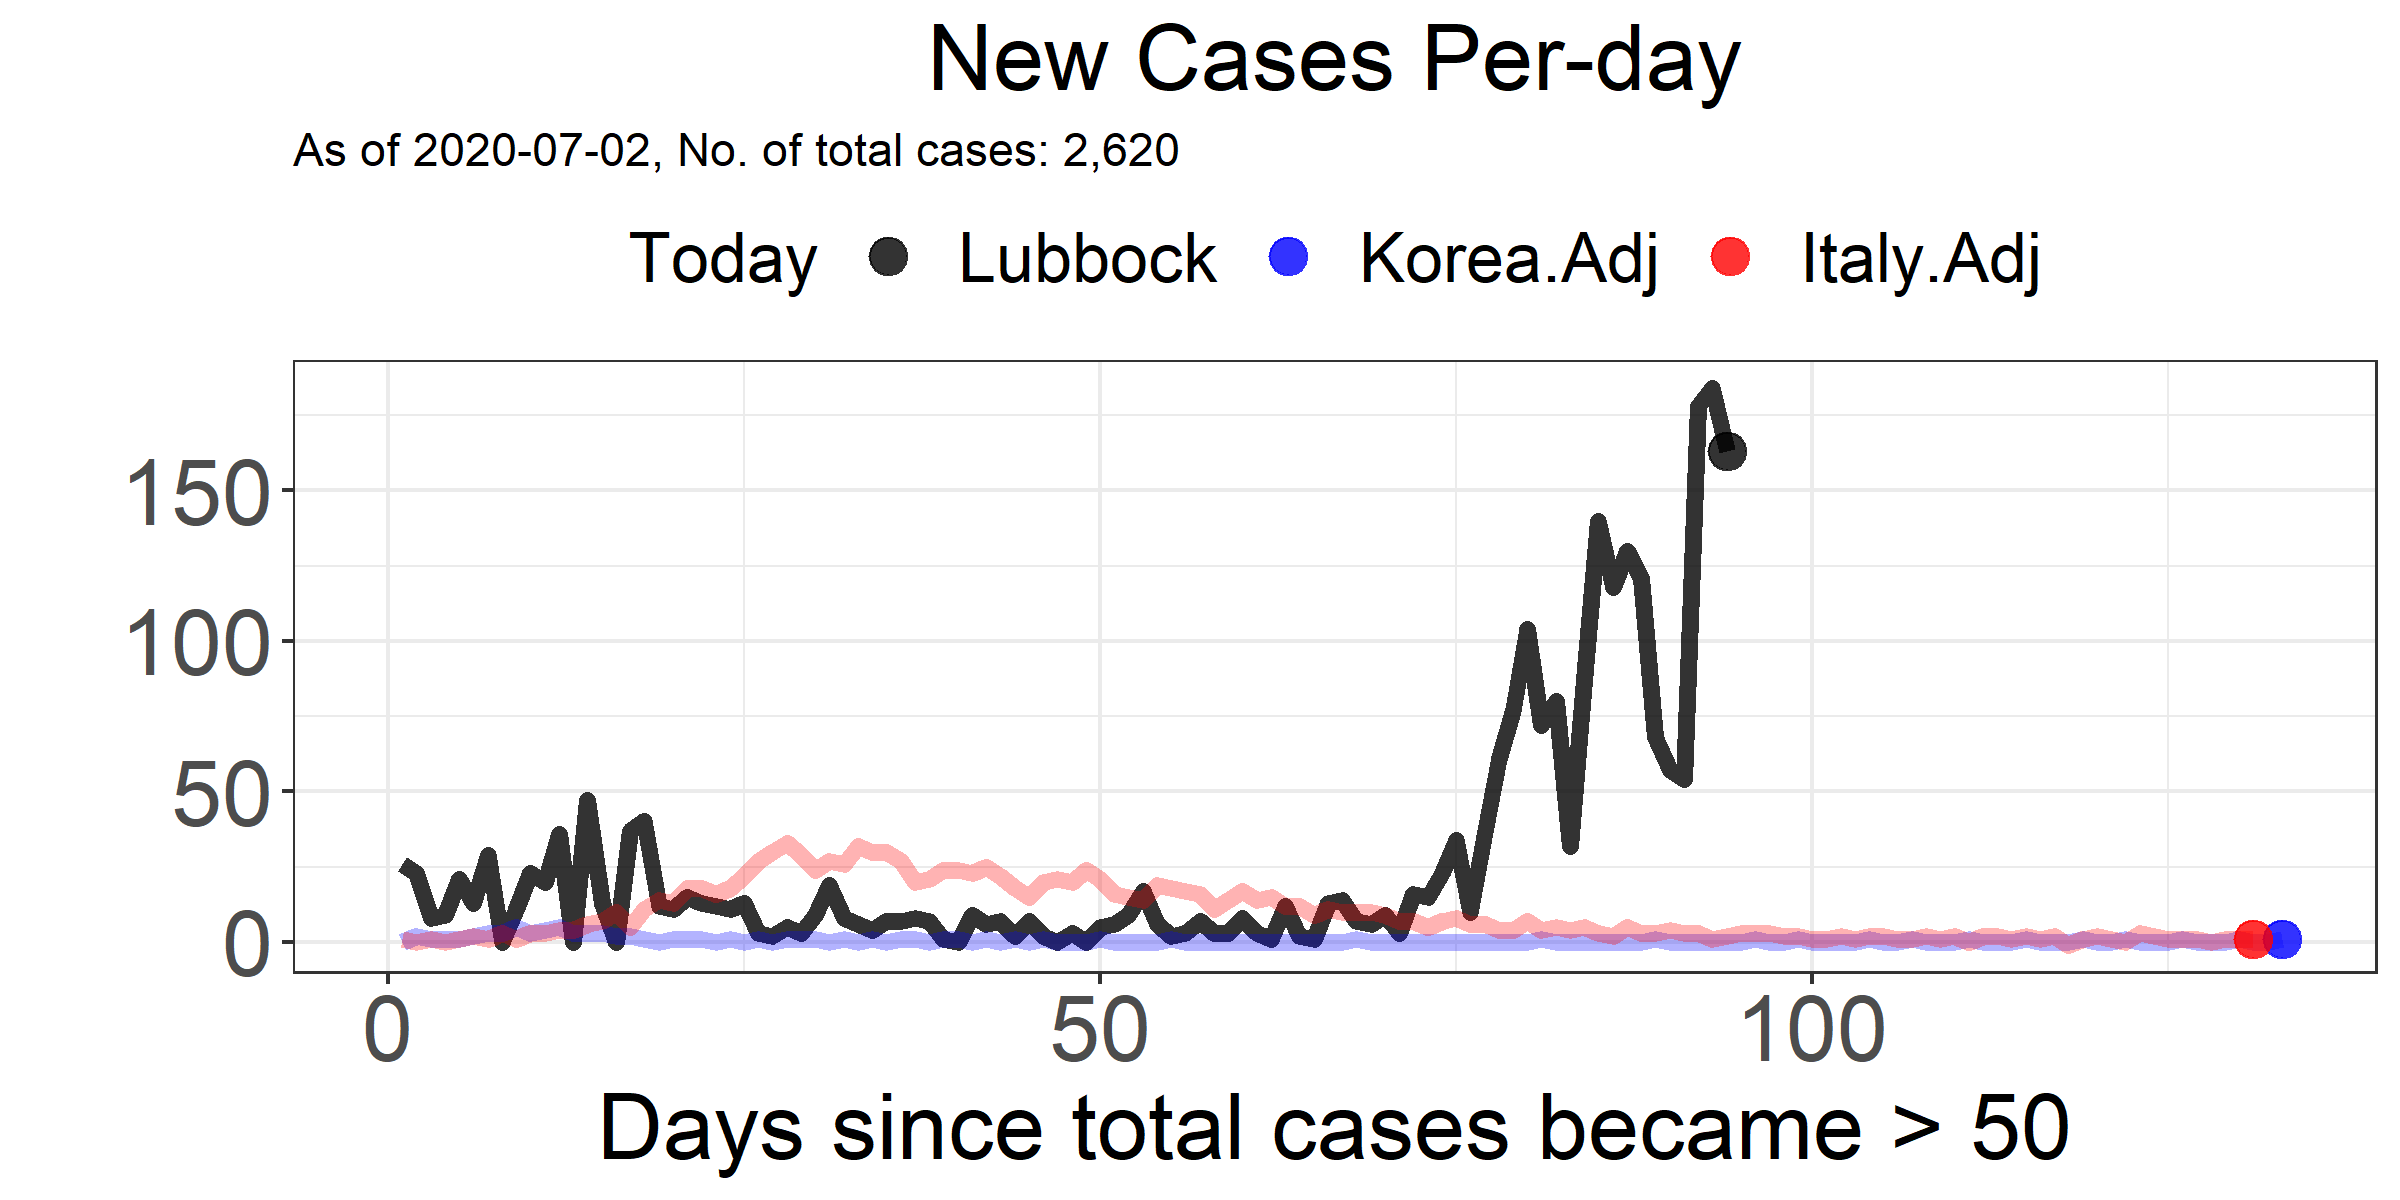 New Cases Per-day
As of 2020-07-02, No. of total cases: 2,620
Today Lubbock Korea.Adj Italy.Adj
150
100
50
0
0 50 100
Days since total cases became > 50